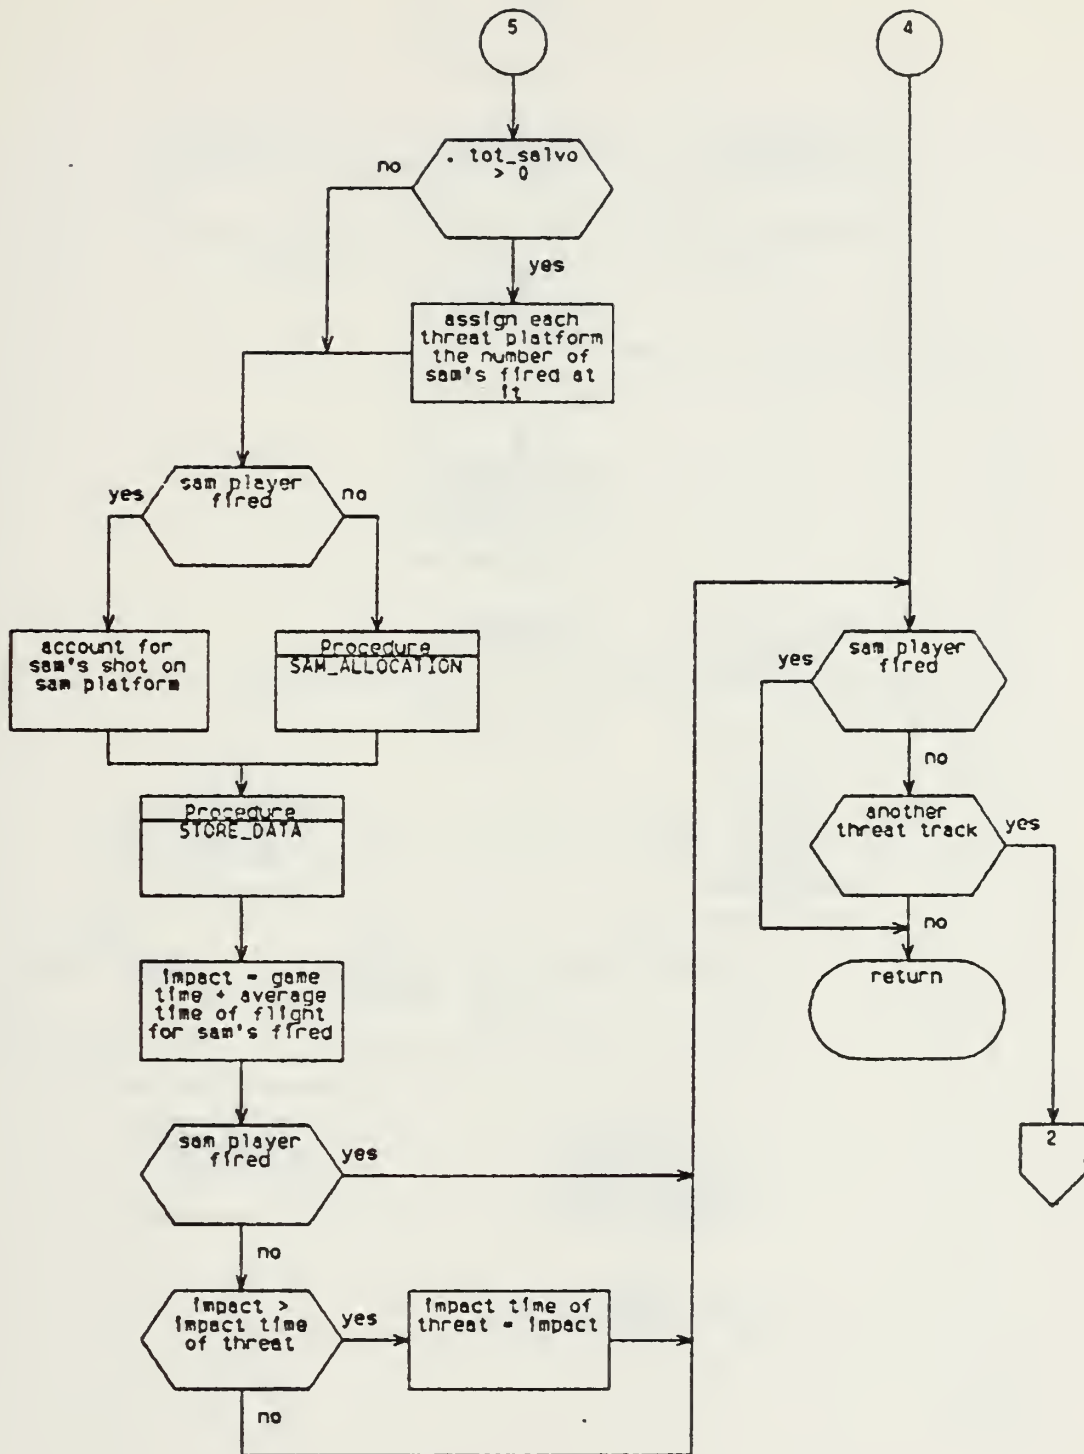 5
4
. tot_salvo
> 0
no
yes
assign each
threat platform
the number of
sam's fired at
it
sam player
fired
yes
no
account for
sam's shot on
sam platform
Procedure
SAM_ALLOCATION
Procedure
STORE_DATA
impact = game
time + average
time of flight
for sam's fired
sam player
fired
yes
no
impact >
impact time
of threat
yes
no
impact time of
threat = impact
sam player
fired
yes
no
another
threat track
yes
no
return
2